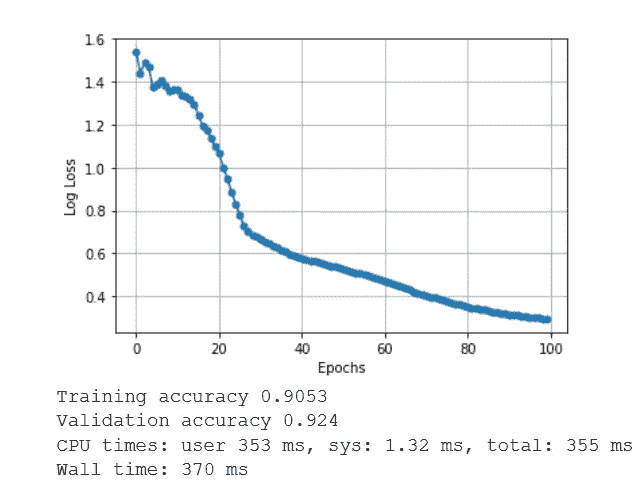 1.6
1.4
1.2
1.0
0.8
0.6
0.4
Log Loss
0 20 40 60 80 100
Epochs
Training accuracy 0.9053
Validation accuracy 0.924
CPU times: user 353 ms, sys: 1.32 ms, total: 355 ms
Wall time: 370 ms